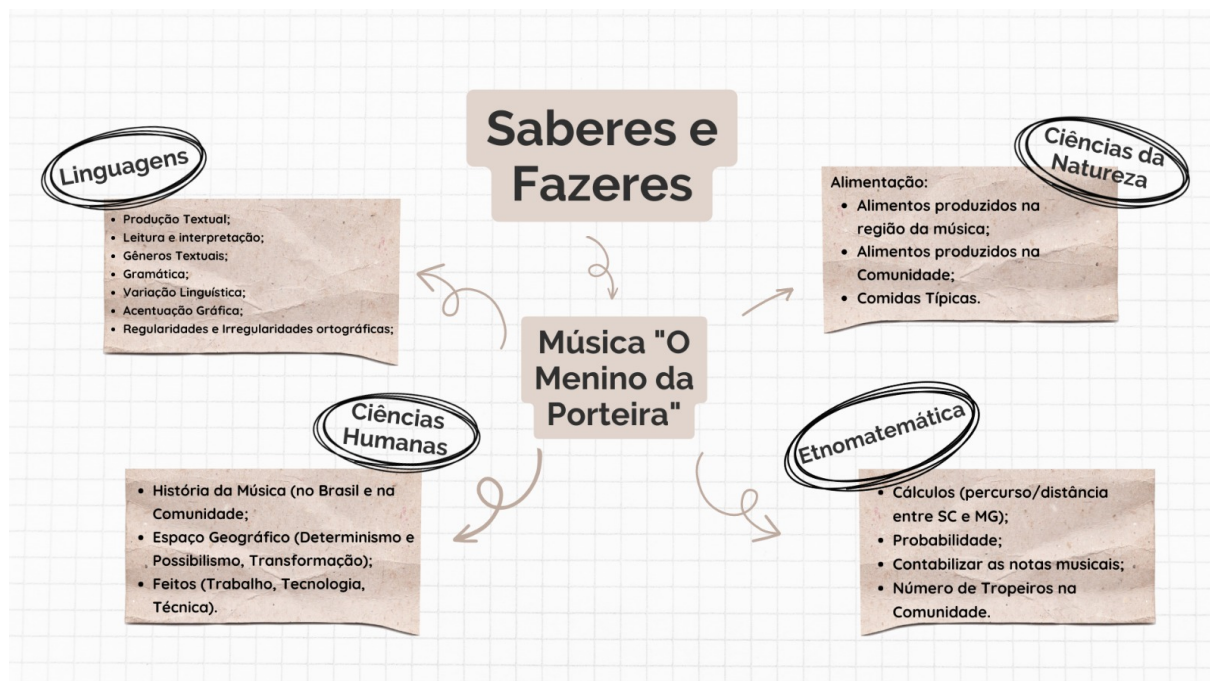 Saberes e
Fazeres
Linguagens
• Produção Textual;
• Leitura e interpretação;
• Gêneros Textuais;
• Gramática;
• Variação Linguística;
• Acentuação Gráfica;
• Regularidades e Irregularidades ortográficas;
Ciências da
Natureza
Alimentação:
• Alimentos produzidos na
região da música;
• Alimentos produzidos na
Comunidade;
• Comidas Típicas.
Música "O
Menino da
Porteira"
Ciências
Humanas
• História da Música (no Brasil e na
Comunidade;
• Espaço Geográfico (Determinismo e
Possibilismo, Transformação);
• Feitos (Trabalho, Tecnologia,
Técnica).
Etnomatemática
• Cálculos (percurso/distância
entre SC e MG);
• Probabilidade;
• Contabilizar as notas musicais;
• Número de Tropeiros na
Comunidade.